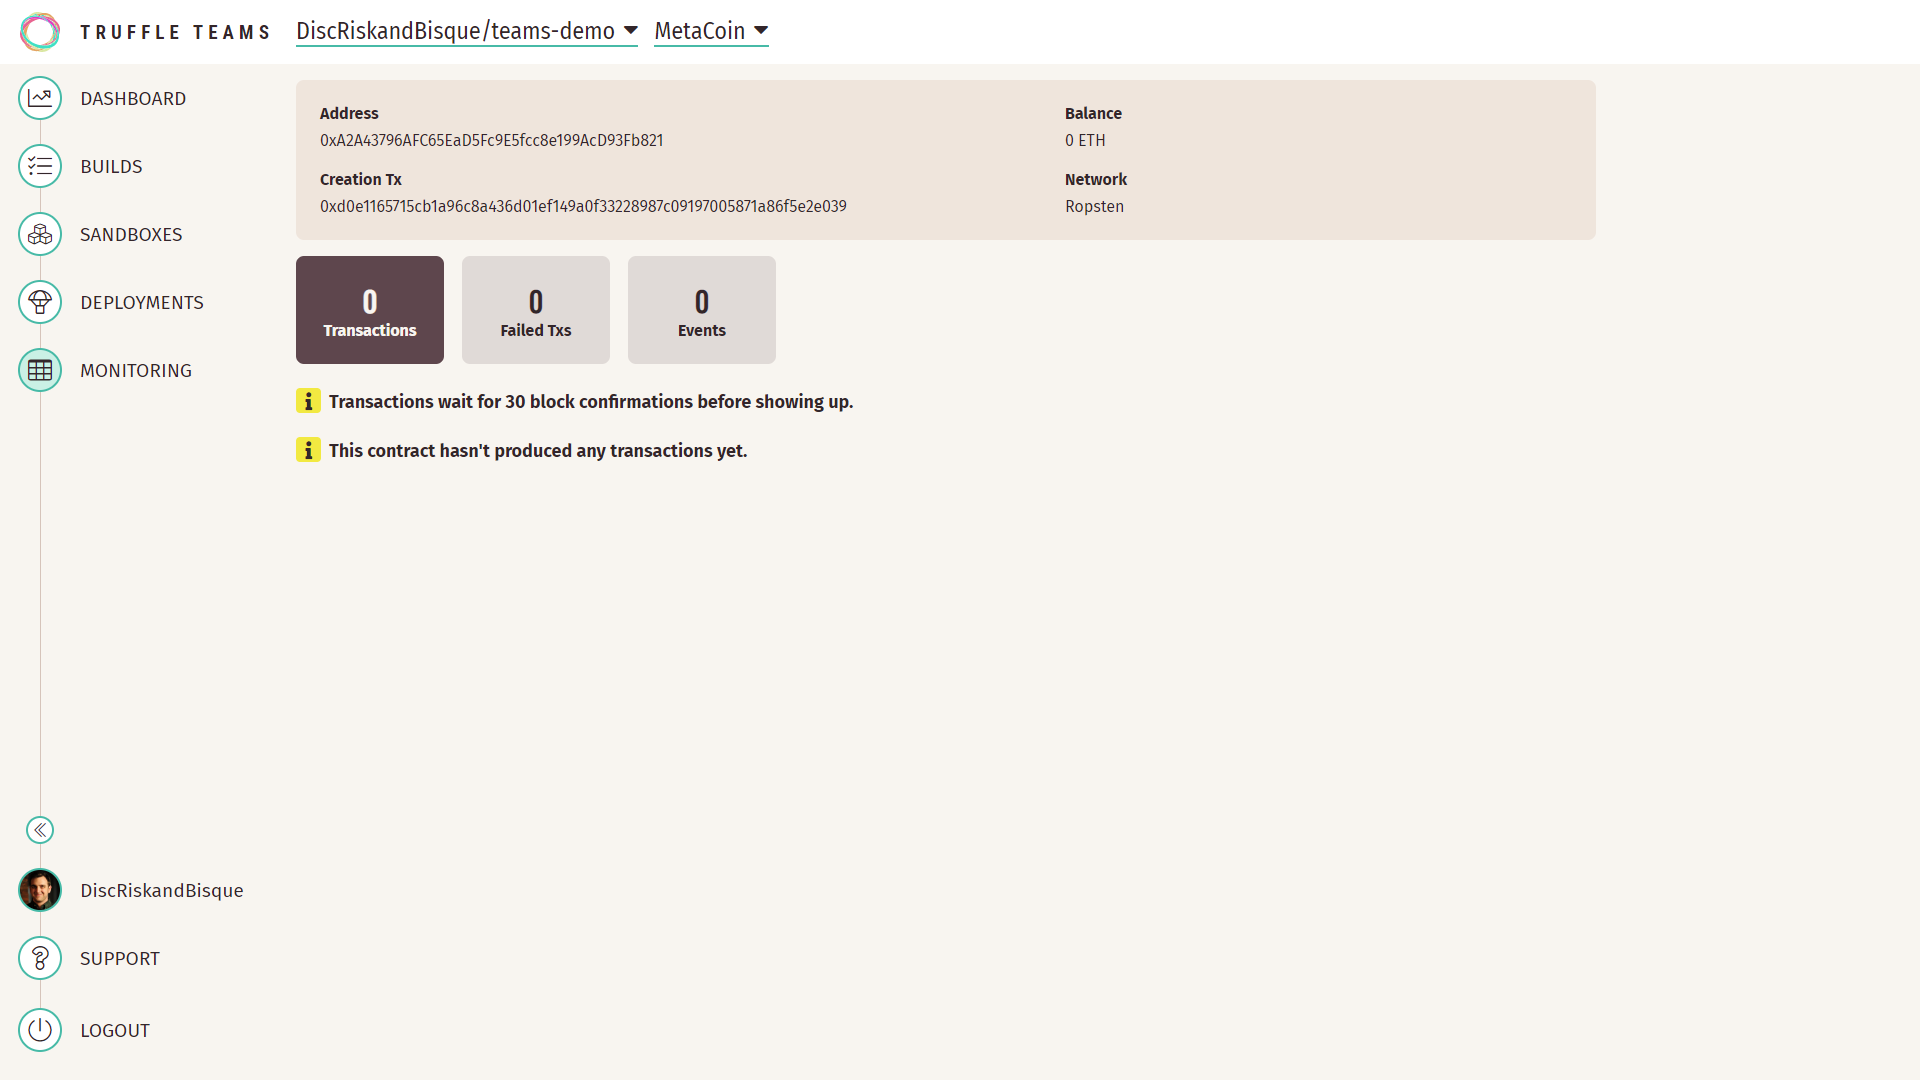 TRUFFLE TEAMS
DiscRiskandBisque/teams-demo
MetaCoin
DASHBOARD
BUILDS
SANDBOXES
DEPLOYMENTS
MONITORING
Address
0xA2A43796AFC65EaD5Fc9E5fcc8e199AcD93Fb821
Balance
0 ETH
Creation Tx
0xd0e1165715cb1a96c8a436d01ef149a0f33228987c09197005871a86f5e2e039
Network
Ropsten
0
Transactions
0
Failed Txs
0
Events
Transactions wait for 30 block confirmations before showing up.
This contract hasn't produced any transactions yet.
DiscRiskandBisque
SUPPORT
LOGOUT